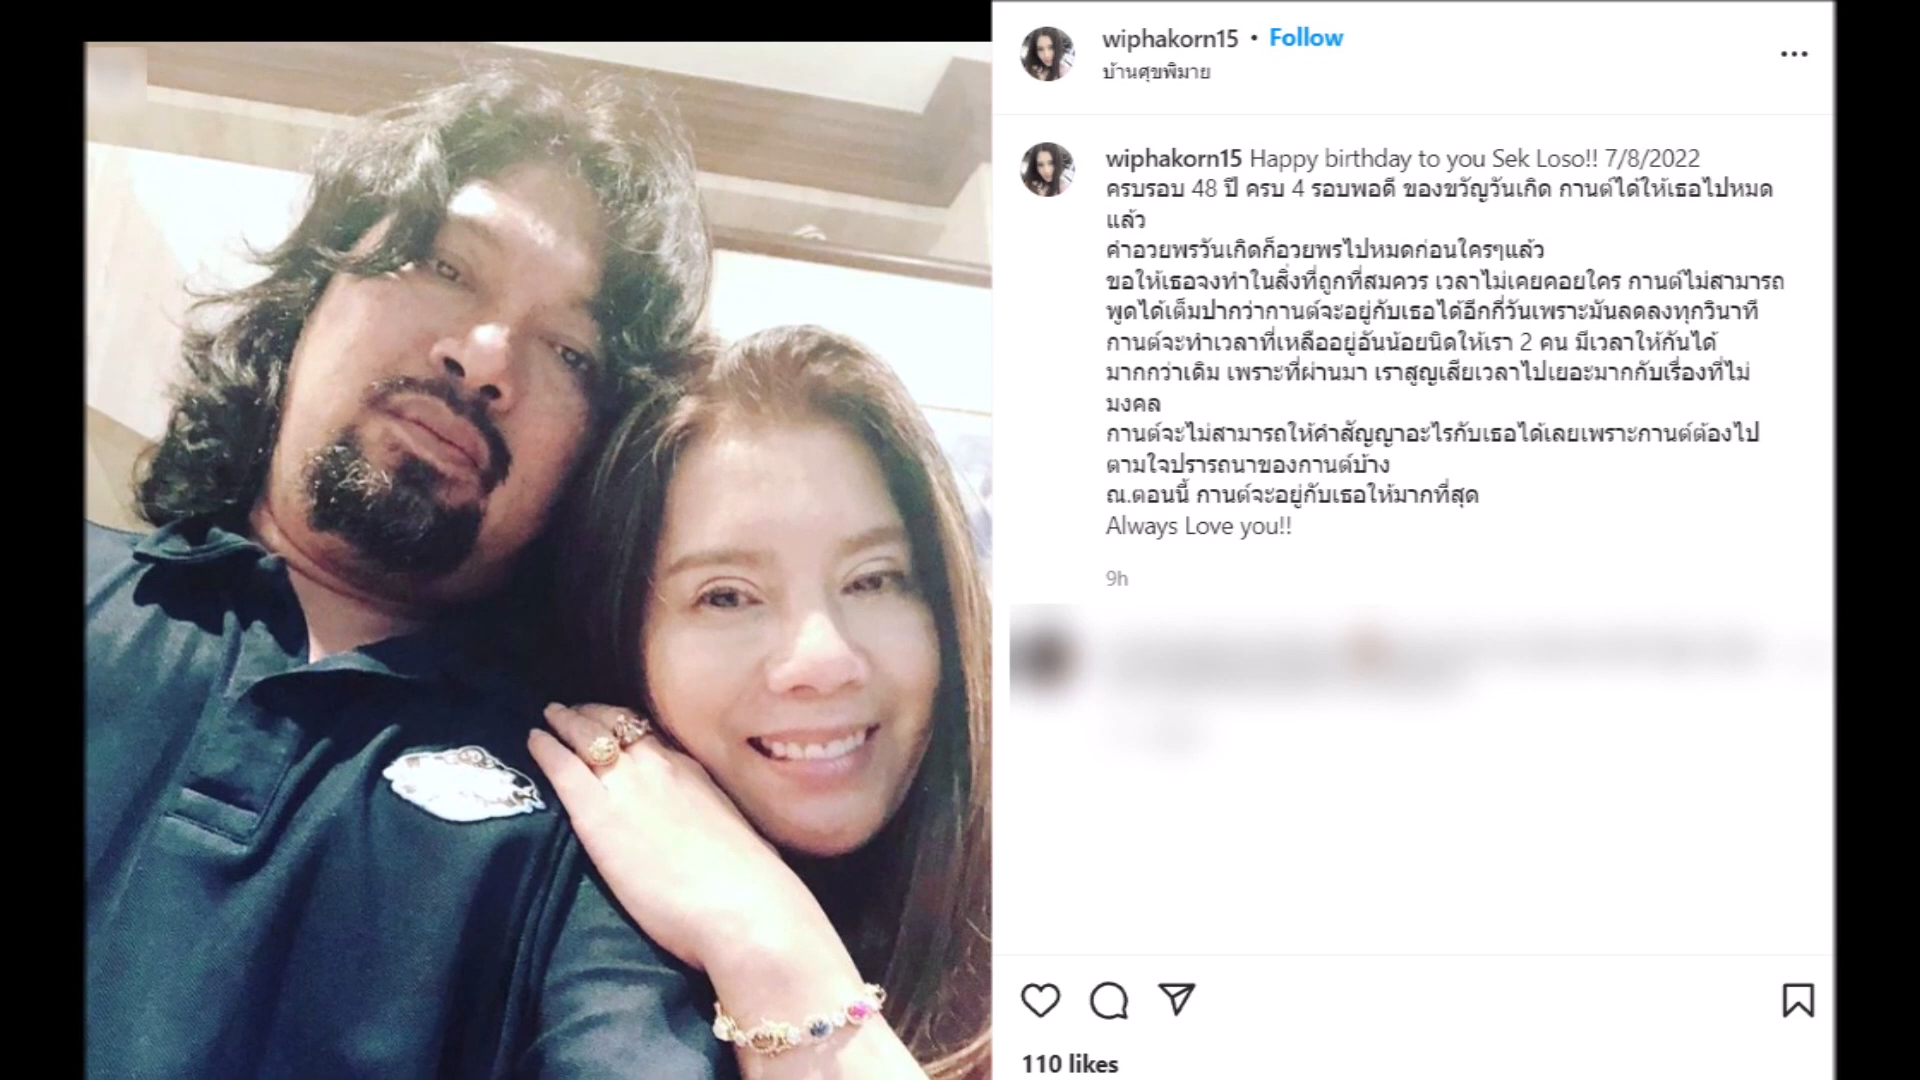 wiphakorn15 • Follow
บ้านศุขพิมาย
wiphakorn15 Happy birthday to you Sek Loso!! 7/8/2022
ครบรอบ 48 ปี ครบ 4 รอบพอดี ของขวัญวันเกิด กานต์ได้ให้เธอไปหมด
แล้ว
คำอวยพรวันเกิดก็อวยพรไปหมดก่อนใครๆแล้ว
ขอให้เธอจงทำในสิ่งที่ถูกที่สมควร เวลาไม่เคยคอยใคร กานต์ไม่สามารถ
พูดได้เต็มปากว่ากานต์จะอยู่กับเธอได้อีกกี่วันเพราะมันลดลงทุกวินาที
กานต์จะทำเวลาที่เหลืออยู่อันน้อยนิดให้เรา 2 คน มีเวลาให้กันได้
มากกว่าเดิม เพราะที่ผ่านมา เราสูญเสียเวลาไปเยอะมากกับเรื่องที่ไม่
มงคล
กานต์จะไม่สามารถให้คำสัญญาอะไรกับเธอได้เลยเพราะกานต์ต้องไป
ตามใจปรารถนาของกานต์บ้าง
ณ.ตอนนี้ กานต์จะอยู่กับเธอให้มากที่สุด
Always Love you!!
9h
110 likes